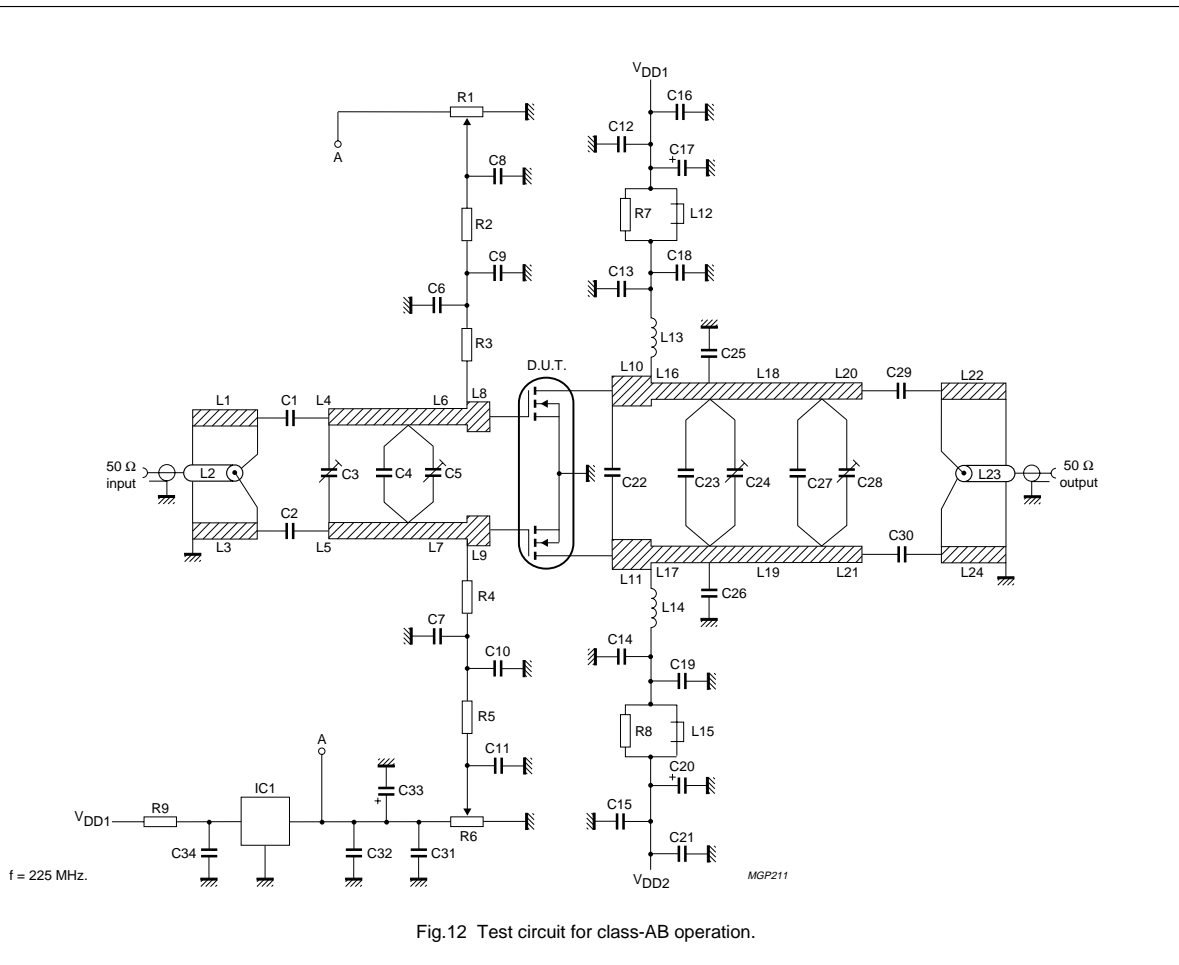 VDD1
C16
R1
C12
A
C17
C8
R7
L12
R2
C9
C13
C18
C6
L13
R3
C25
D.U.T.
L10
L16
L18
L20
C29
L22
L1
C1
L4
L6
L8
50 Ω
input
L2
C3
C4
C5
C22
C23
C24
C27
C28
L23
50 Ω
output
C2
L3
L5
L7
L9
L11
L17
L19
L21
C30
L24
R4
C26
L14
C7
C14
C10
C19
R5
R8
L15
A
C11
C20
+
IC1
C33
+
C15
VDD1
R9
R6
C34
C32
C31
C21
f = 225 MHz.
VDD2
MGP211
+
Fig.12 Test circuit for class-AB operation.